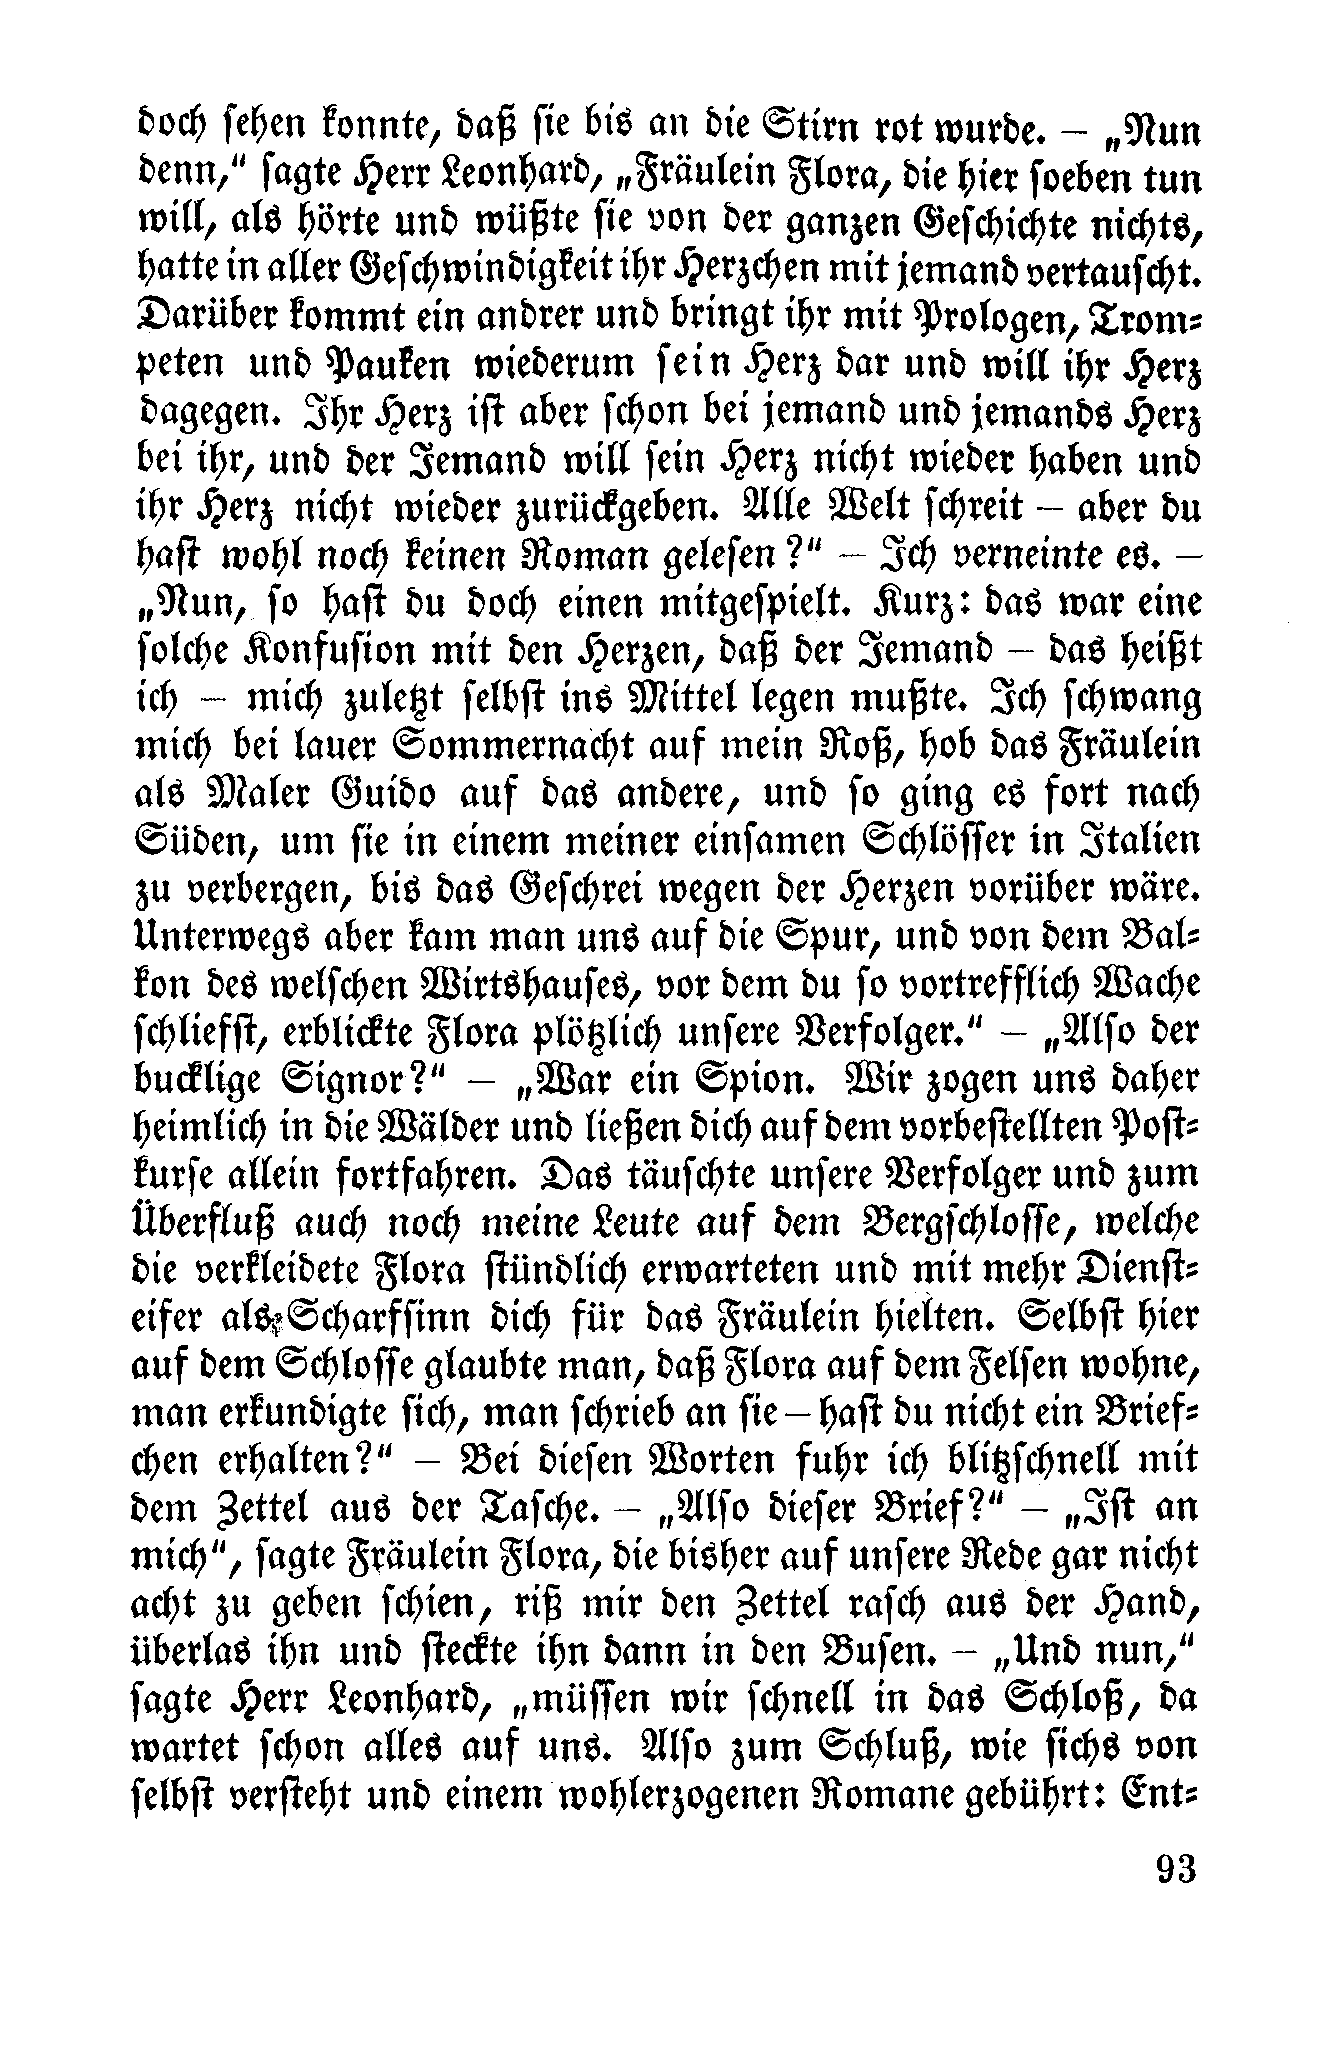 doch sehen konnte, daß sie bis an die Stirn rot wurde. – „Nun
denn,“ sagte Herr Leonhard, „Fräulein Flora, die hier soeben tun
will, als hörte und wüßte sie von der ganzen Geschichte nichts,
hatte in aller Geschwindigkeit ihr Herzchen mit jemand vertauscht.
Darüber kommt ein andrer und bringt ihr mit Prologen, Trom=
peten und Pauken wiederum sein Herz dar und will ihr Herz
dagegen. Ihr Herz ist aber schon bei jemand und jemands Herz
bei ihr, und der Jemand will sein Herz nicht wieder haben und
ihr Herz nicht wieder zurückgeben. Alle Welt schreit – aber du
hast wohl noch keinen Roman gelesen?“ – Ich verneinte es. –
„Nun, so hast du doch einen mitgespielt. Kurz: das war eine
solche Konfusion mit den Herzen, daß der Jemand – das heißt
ich – mich zuletzt selbst ins Mittel legen mußte. Ich schwang
mich bei lauer Sommernacht auf mein Roß, hob das Fräulein
als Maler Guido auf das andere, und so ging es fort nach
Süden, um sie in einem meiner einsamen Schlösser in Italien
zu verbergen, bis das Geschrei wegen der Herzen vorüber wäre.
Unterwegs aber kam man uns auf die Spur, und von dem Bal=
kon des welschen Wirtshauses, vor dem du so vortrefflich Wache
schliefst, erblickte Flora plötzlich unsere Verfolger.“ – „Also der
bucklige Signor?“ – „War ein Spion. Wir zogen uns daher
heimlich in die Wälder und ließen dich auf dem vorbestellten Post=
kurse allein fortfahren. Das täuschte unsere Verfolger und zum
Überfluß auch noch meine Leute auf dem Bergschlosse, welche
die verkleidete Flora stündlich erwarteten und mit mehr Dienst=
eifer als Scharfsinn dich für das Fräulein hielten. Selbst hier
auf dem Schlosse glaubte man, daß Flora auf dem Felsen wohne,
man erkundigte sich, man schrieb an sie – hast du nicht ein Brief=
chen erhalten?“ – Bei diesen Worten fuhr ich blitzschnell mit
dem Zettel aus der Tasche. – „Also dieser Brief?“ – „Ist an
mich“, sagte Fräulein Flora, die bisher auf unsere Rede gar nicht
acht zu geben schien, riß mir den Zettel rasch aus der Hand,
überlas ihn und steckte ihn dann in den Busen. – „Und nun,“
sagte Herr Leonhard, „müssen wir schnell in das Schloß, da
wartet schon alles auf uns. Also zum Schluß, wie sichs von
selbst versteht und einem wohlerzogenen Romane gebührt: Ent=
93